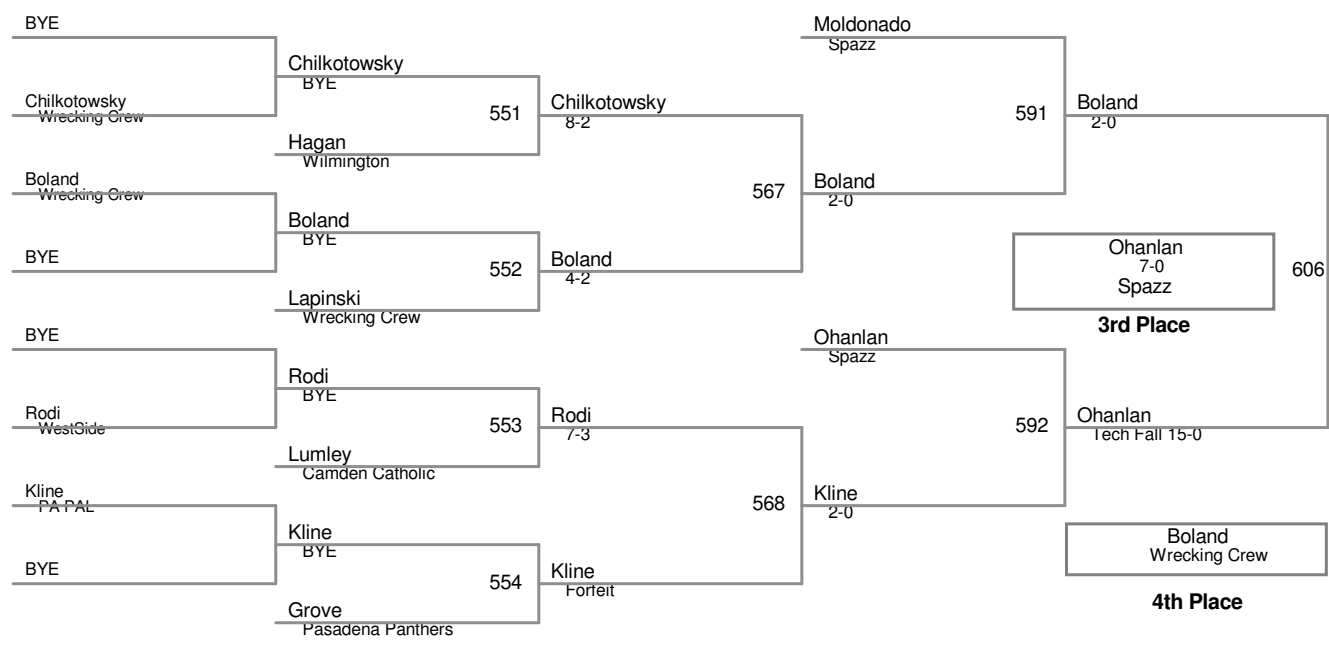 BYE
Chilkotowsky
Wrecking Crew
Boland
Wrecking Crew
BYE
BYE
Rodi
WestSide
Kline
PA PAL
BYE
Chilkotowsky
BYE
551
Hagan
Wilmington
Boland
BYE
552
Lapinski
Wrecking Crew
Rodi
BYE
553
Lumley
Camden Catholic
Kline
BYE
554
Grove
Pasadena Panthers
Chilkotowsky
8-2
567
Boland
4-2
Rodi
7-3
568
Kline
Forfeit
Moldonado
Spazz
591
Boland
2-0
Ohanlan
Spazz
592
Kline
2-0
Boland
2-0
Ohanlan
7-0
Spazz
606
3rd Place
Ohanlan
Tech Fall 15-0
Boland
Wrecking Crew
4th Place